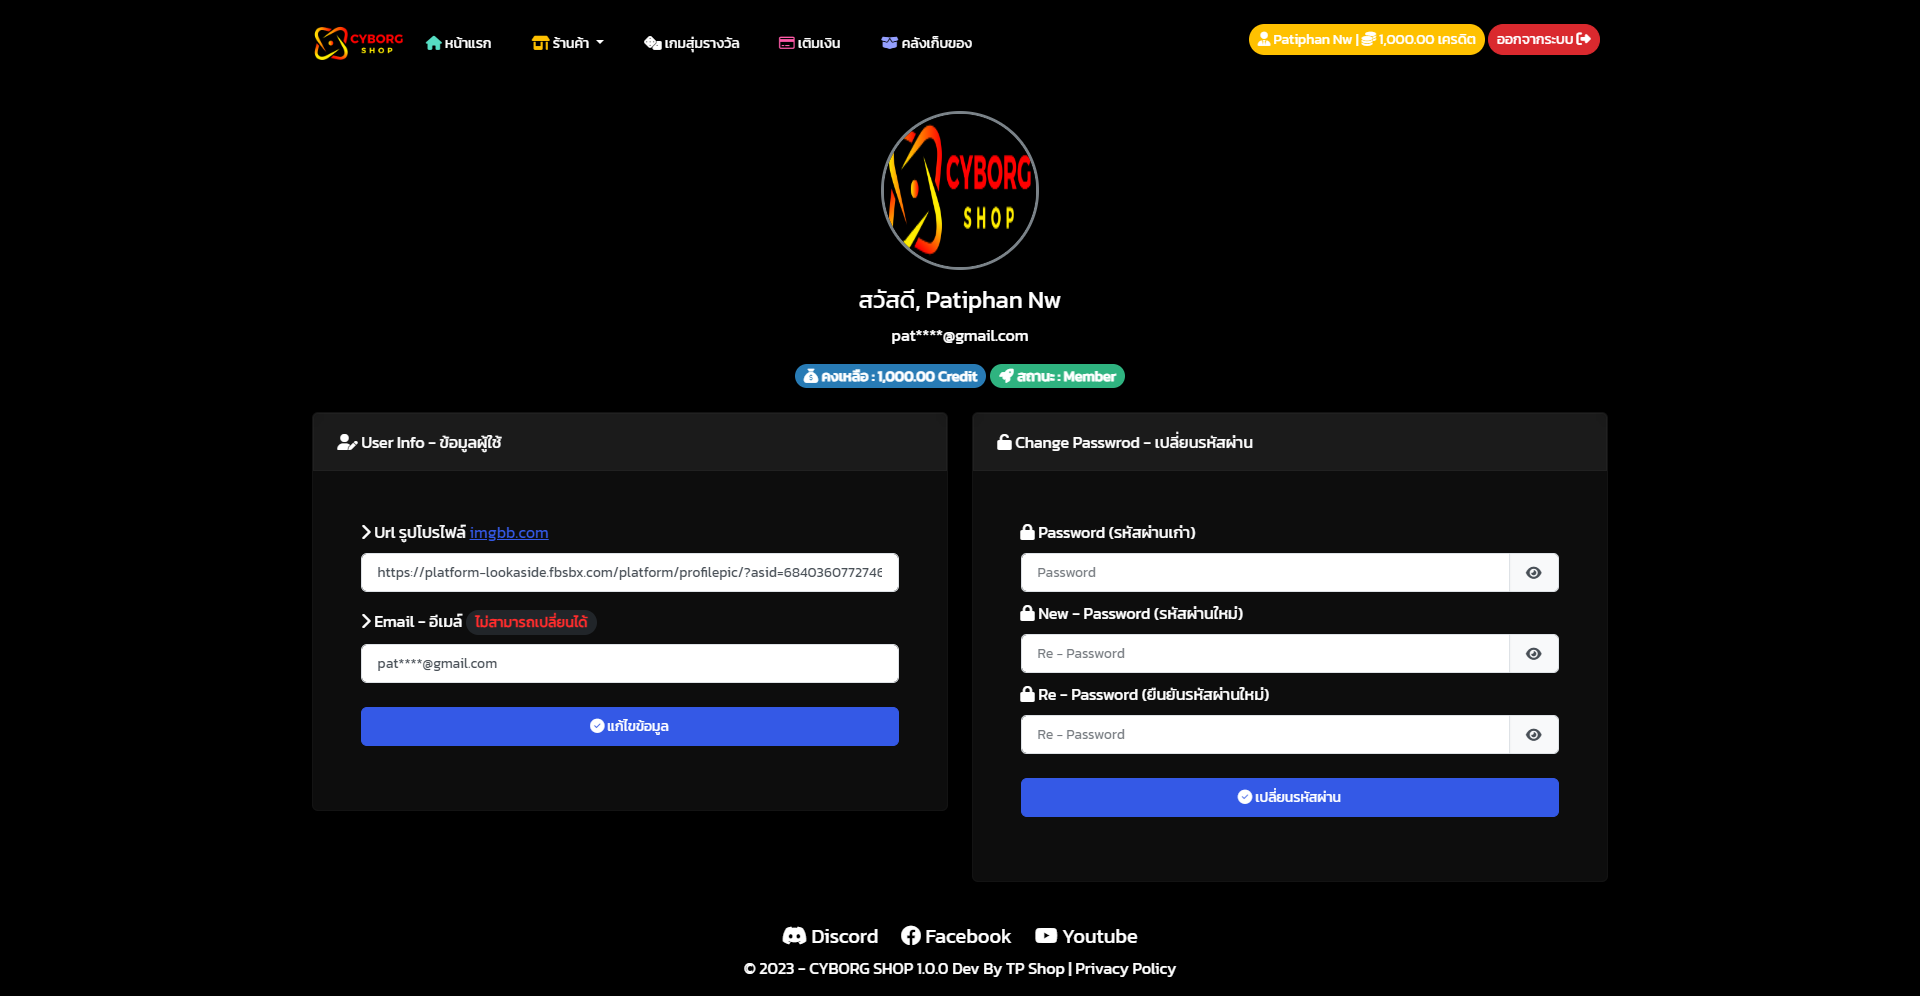 CYBORG
SHOP
หน้าแรก
ร้านค้า
เกมสุ่มรางวัล
เติมเงิน
คลังเก็บของ
Patiphan Nw | 1,000.00 เครดิต
ออกจากระบบ
CYBORG
SHOP
สวัสดี, Patiphan Nw
pat****@gmail.com
คงเหลือ : 1,000.00 Credit
สถานะ : Member
User Info - ข้อมูลผู้ใช้
Url รูปโปรไฟล์ imgbb.com
https://platform-lookaside.fbsbx.com/platform/profilepic/?asid=6840360772746
Email - อีเมล์ ไม่สามารถเปลี่ยนได้
pat****@gmail.com
แก้ไขข้อมูล
Change Passwrod - เปลี่ยนรหัสผ่าน
Password (รหัสผ่านเก่า)
Password
New - Password (รหัสผ่านใหม่)
Re - Password
Re - Password (ยืนยันรหัสผ่านใหม่)
Re - Password
เปลี่ยนรหัสผ่าน
Discord
Facebook
Youtube
© 2023 - CYBORG SHOP 1.0.0 Dev By TP Shop | Privacy Policy